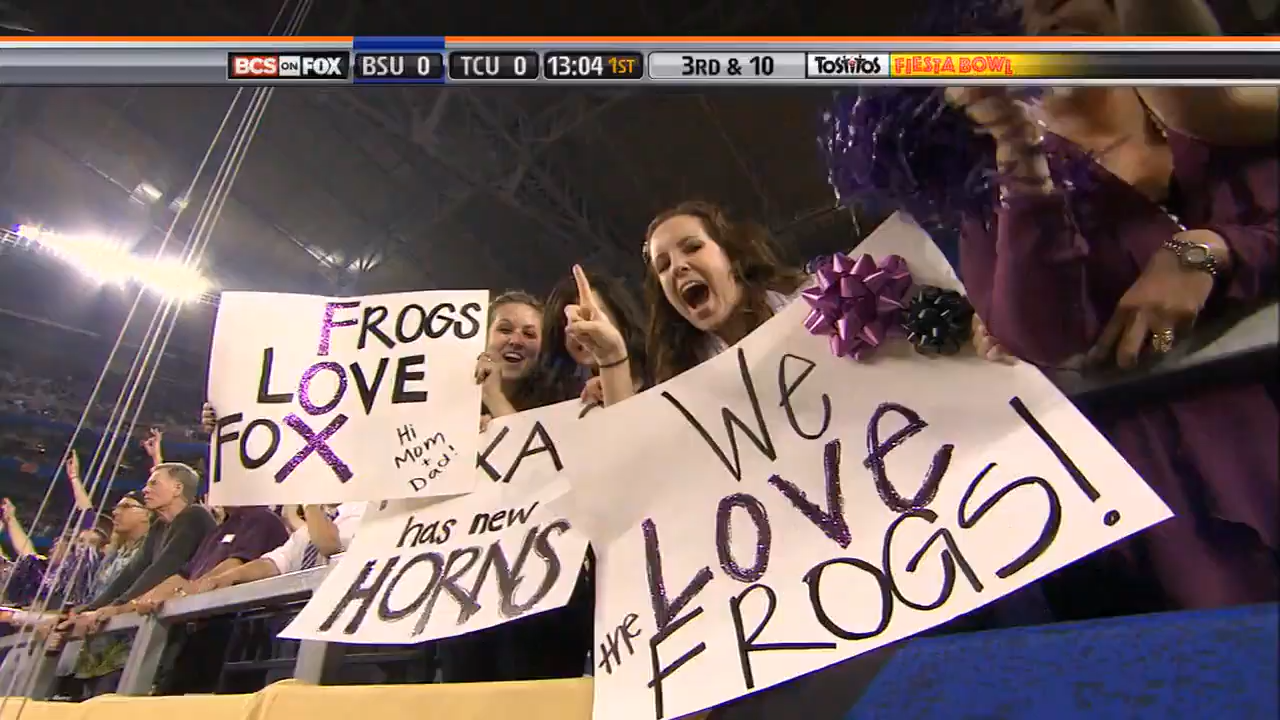 BCS ON FOX BSU 0 TCU 0 13:04 1ST 3RD & 10 Tostitos FIESTA BOWL
FROGS
LOVE
FOX
Hi
Mom
+
Dad!
KA
has new
HORNS
We
LOVe
the FROGS!